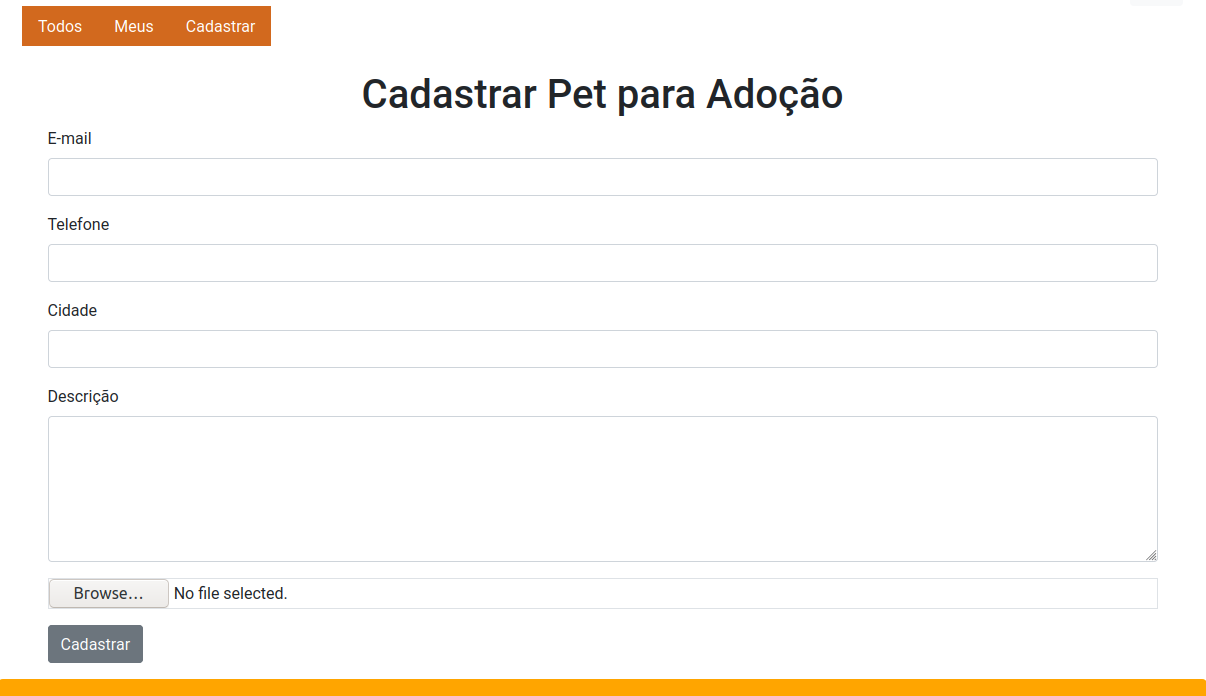 Todos Meus Cadastrar
Cadastrar Pet para Adoção
E-mail
Telefone
Cidade
Descrição
Browse... No file selected.
Cadastrar